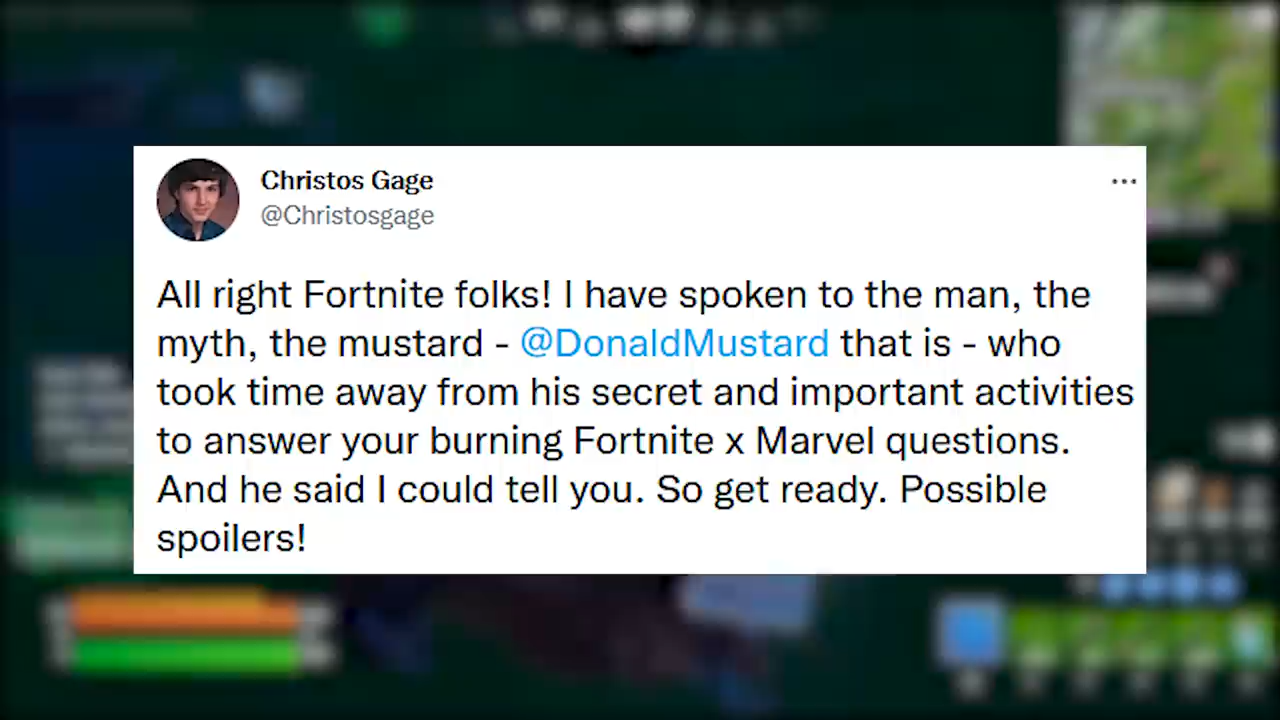 Christos Gage
@Christosgage
All right Fortnite folks! I have spoken to the man, the
myth, the mustard - @DonaldMustard that is - who
took time away from his secret and important activities
to answer your burning Fortnite x Marvel questions.
And he said I could tell you. So get ready. Possible
spoilers!